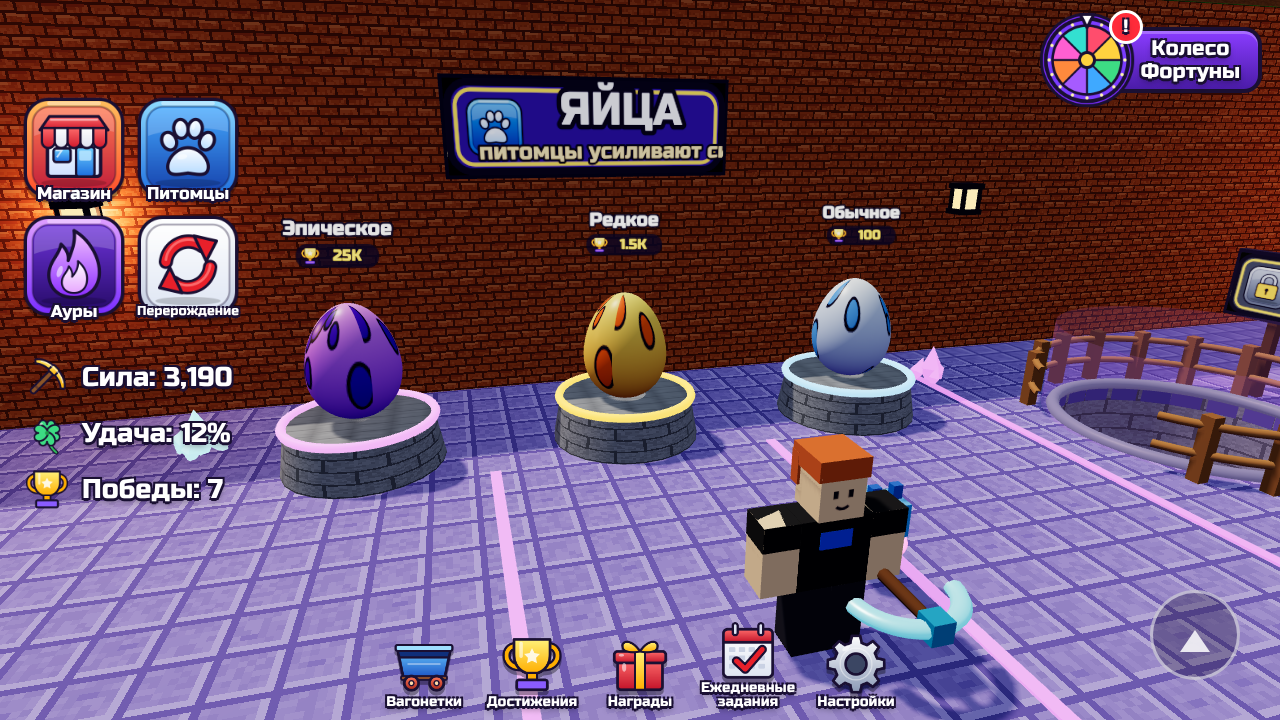 Колесо
Фортуны
!
ЯЙЦА
питомцы усиливают
Магазин
Питомцы
Ауры
Перерождение
Эпическое
25K
Редкое
1.5K
Обычное
100
Сила: 3,190
Удача: 12%
Победы: 7
Вагонетки
Достижения
Награды
Ежедневные
задания
Настройки